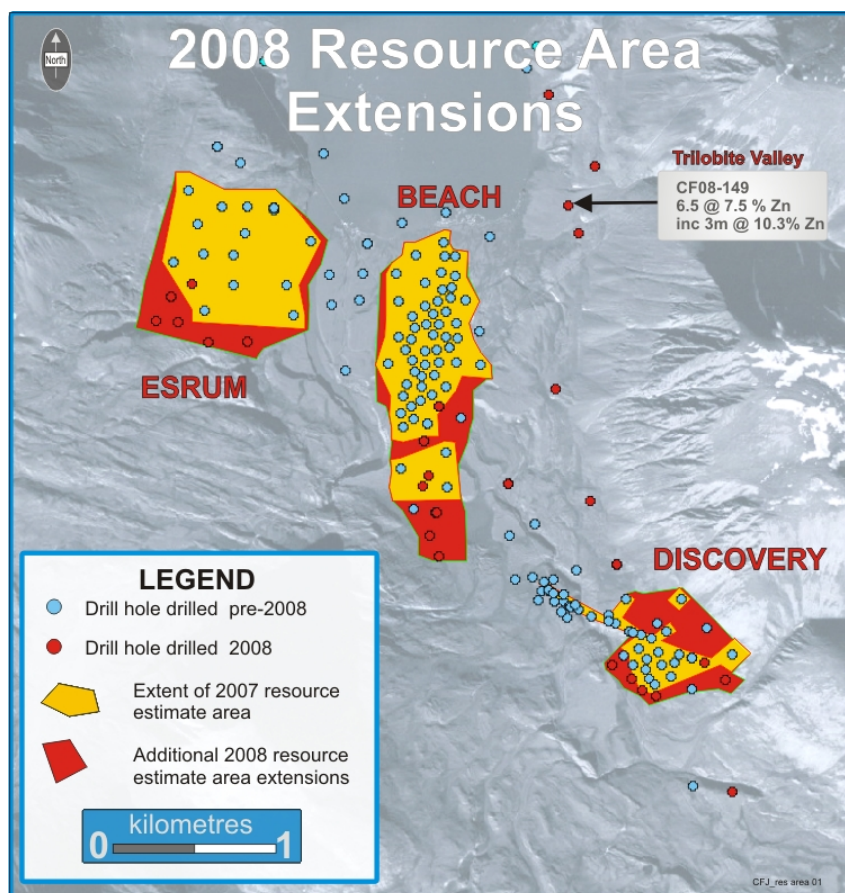 2008 Resource Area
Extensions
North
Trilobite Valley
CF08-149
6.5 @ 7.5 % Zn
inc 3m @ 10.3% Zn
BEACH
ESRUM
DISCOVERY
LEGEND
Drill hole drilled pre-2008
Drill hole drilled 2008
Extent of 2007 resource
estimate area
Additional 2008 resource
estimate area extensions
kilometres
0 1
CFJ_res area 01